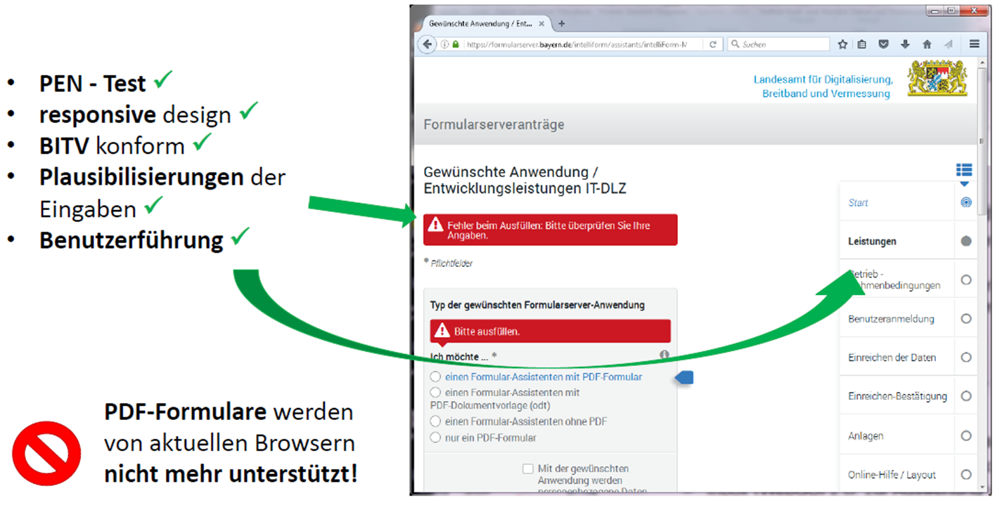 • PEN - Test ✓
• responsive design ✓
• BITV konform ✓
• Plausibilisierungen der
Eingaben ✓
• Benutzerführung ✓
PDF-Formulare werden
von aktuellen Browsern
nicht mehr unterstützt!
Gewünschte Anwendung / Ent...
https://formularserver.bayern.de/intelliform/assistants/intelliForm-M
Suchen
Landesamt für Digitalisierung,
Breitband und Vermessung
Formularserveranträge
Gewünschte Anwendung /
Entwicklungsleistungen IT-DLZ
Fehler beim Ausfüllen: Bitte überprüfen Sie Ihre
Angaben.
* Pflichtfelder
Typ der gewünschten Formularserver-Anwendung
Bitte ausfüllen.
Ich möchte ... *
einen Formular-Assistenten mit PDF-Formular
einen Formular-Assistenten mit
PDF-Dokumentvorlage (odt)
einen Formular-Assistenten ohne PDF
nur ein PDF-Formular
Mit der gewünschten
Anwendung werden
personenbezogene Daten
Start
Leistungen
Betrieb -
Benutzeranmeldung
Einreichen der Daten
Einreichen-Bestätigung
Anlagen
Online-Hilfe / Layout